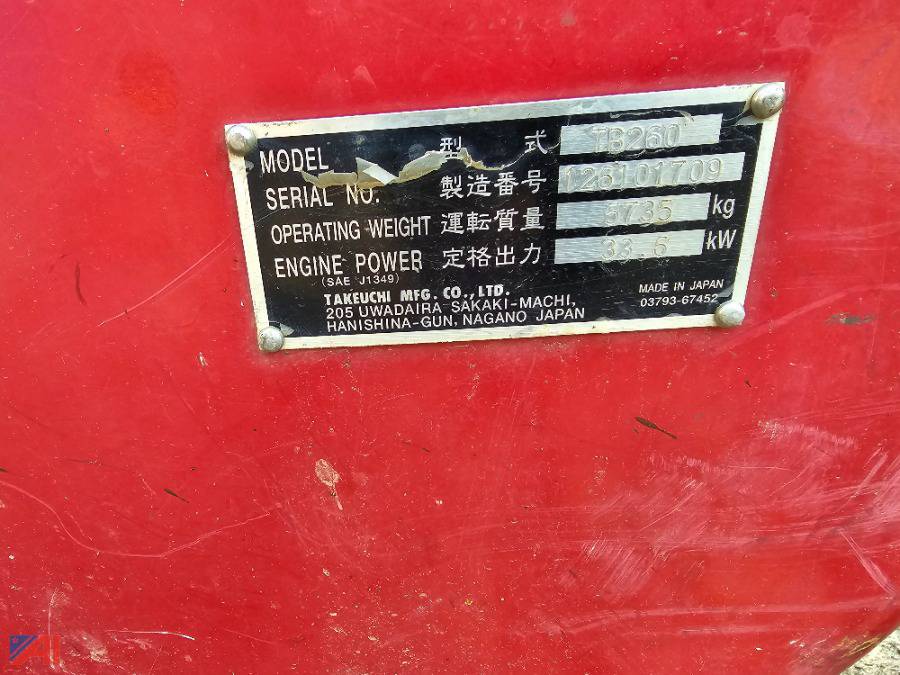 MODEL 型 式 TB260
SERIAL NO. 製造番号 126101709
OPERATING WEIGHT 運転質量 5735 kg
ENGINE POWER 定格出力 33.6 kW
(SAE J1349)
TAKEUCHI MFG. CO.,LTD.
205 UWADAIRA SAKAKI-MACHI,
HANISHINA-GUN, NAGANO JAPAN
MADE IN JAPAN
03793-67452